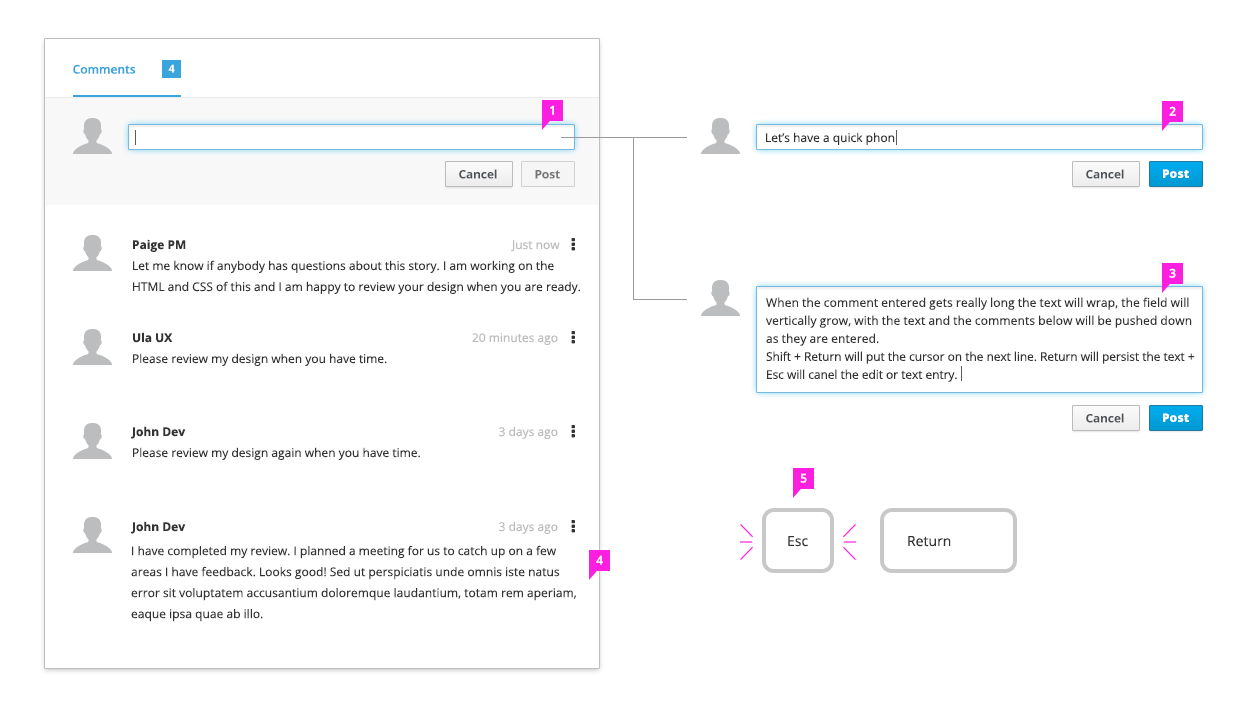 Comments 4
1
Cancel Post
Paige PM Just now
Let me know if anybody has questions about this story. I am working on the
HTML and CSS of this and I am happy to review your design when you are ready.
Ula UX 20 minutes ago
Please review my design when you have time.
John Dev 3 days ago
Please review my design again when you have time.
John Dev 3 days ago
I have completed my review. I planned a meeting for us to catch up on a few
areas I have feedback. Looks good! Sed ut perspiciatis unde omnis iste natus
error sit voluptatem accusantium doloremque laudantium, totam rem aperiam,
eaque ipsa quae ab illo.
4
2
Let's have a quick phon
Cancel Post
3
When the comment entered gets really long the text will wrap, the field will
vertically grow, with the text and the comments below will be pushed down
as they are entered.
Shift + Return will put the cursor on the next line. Return will persist the text +
Esc will canel the edit or text entry.
Cancel Post
5
Esc Return